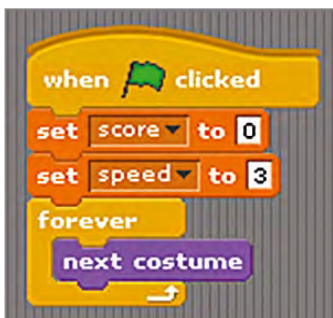 when clicked
set score to 0
set speed to 3
forever
next costume